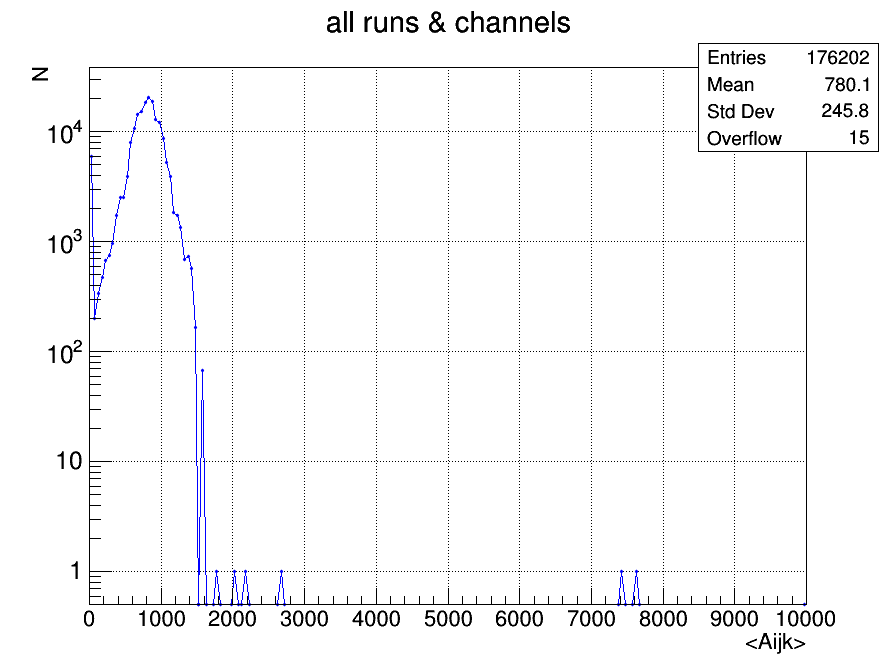 all runs & channels
Entries 176202
Mean 780.1
Std Dev 245.8
Overflow 15
N
10^4
10^3
10^2
10
1
0 1000 2000 3000 4000 5000 6000 7000 8000 9000 10000
<Aijk>